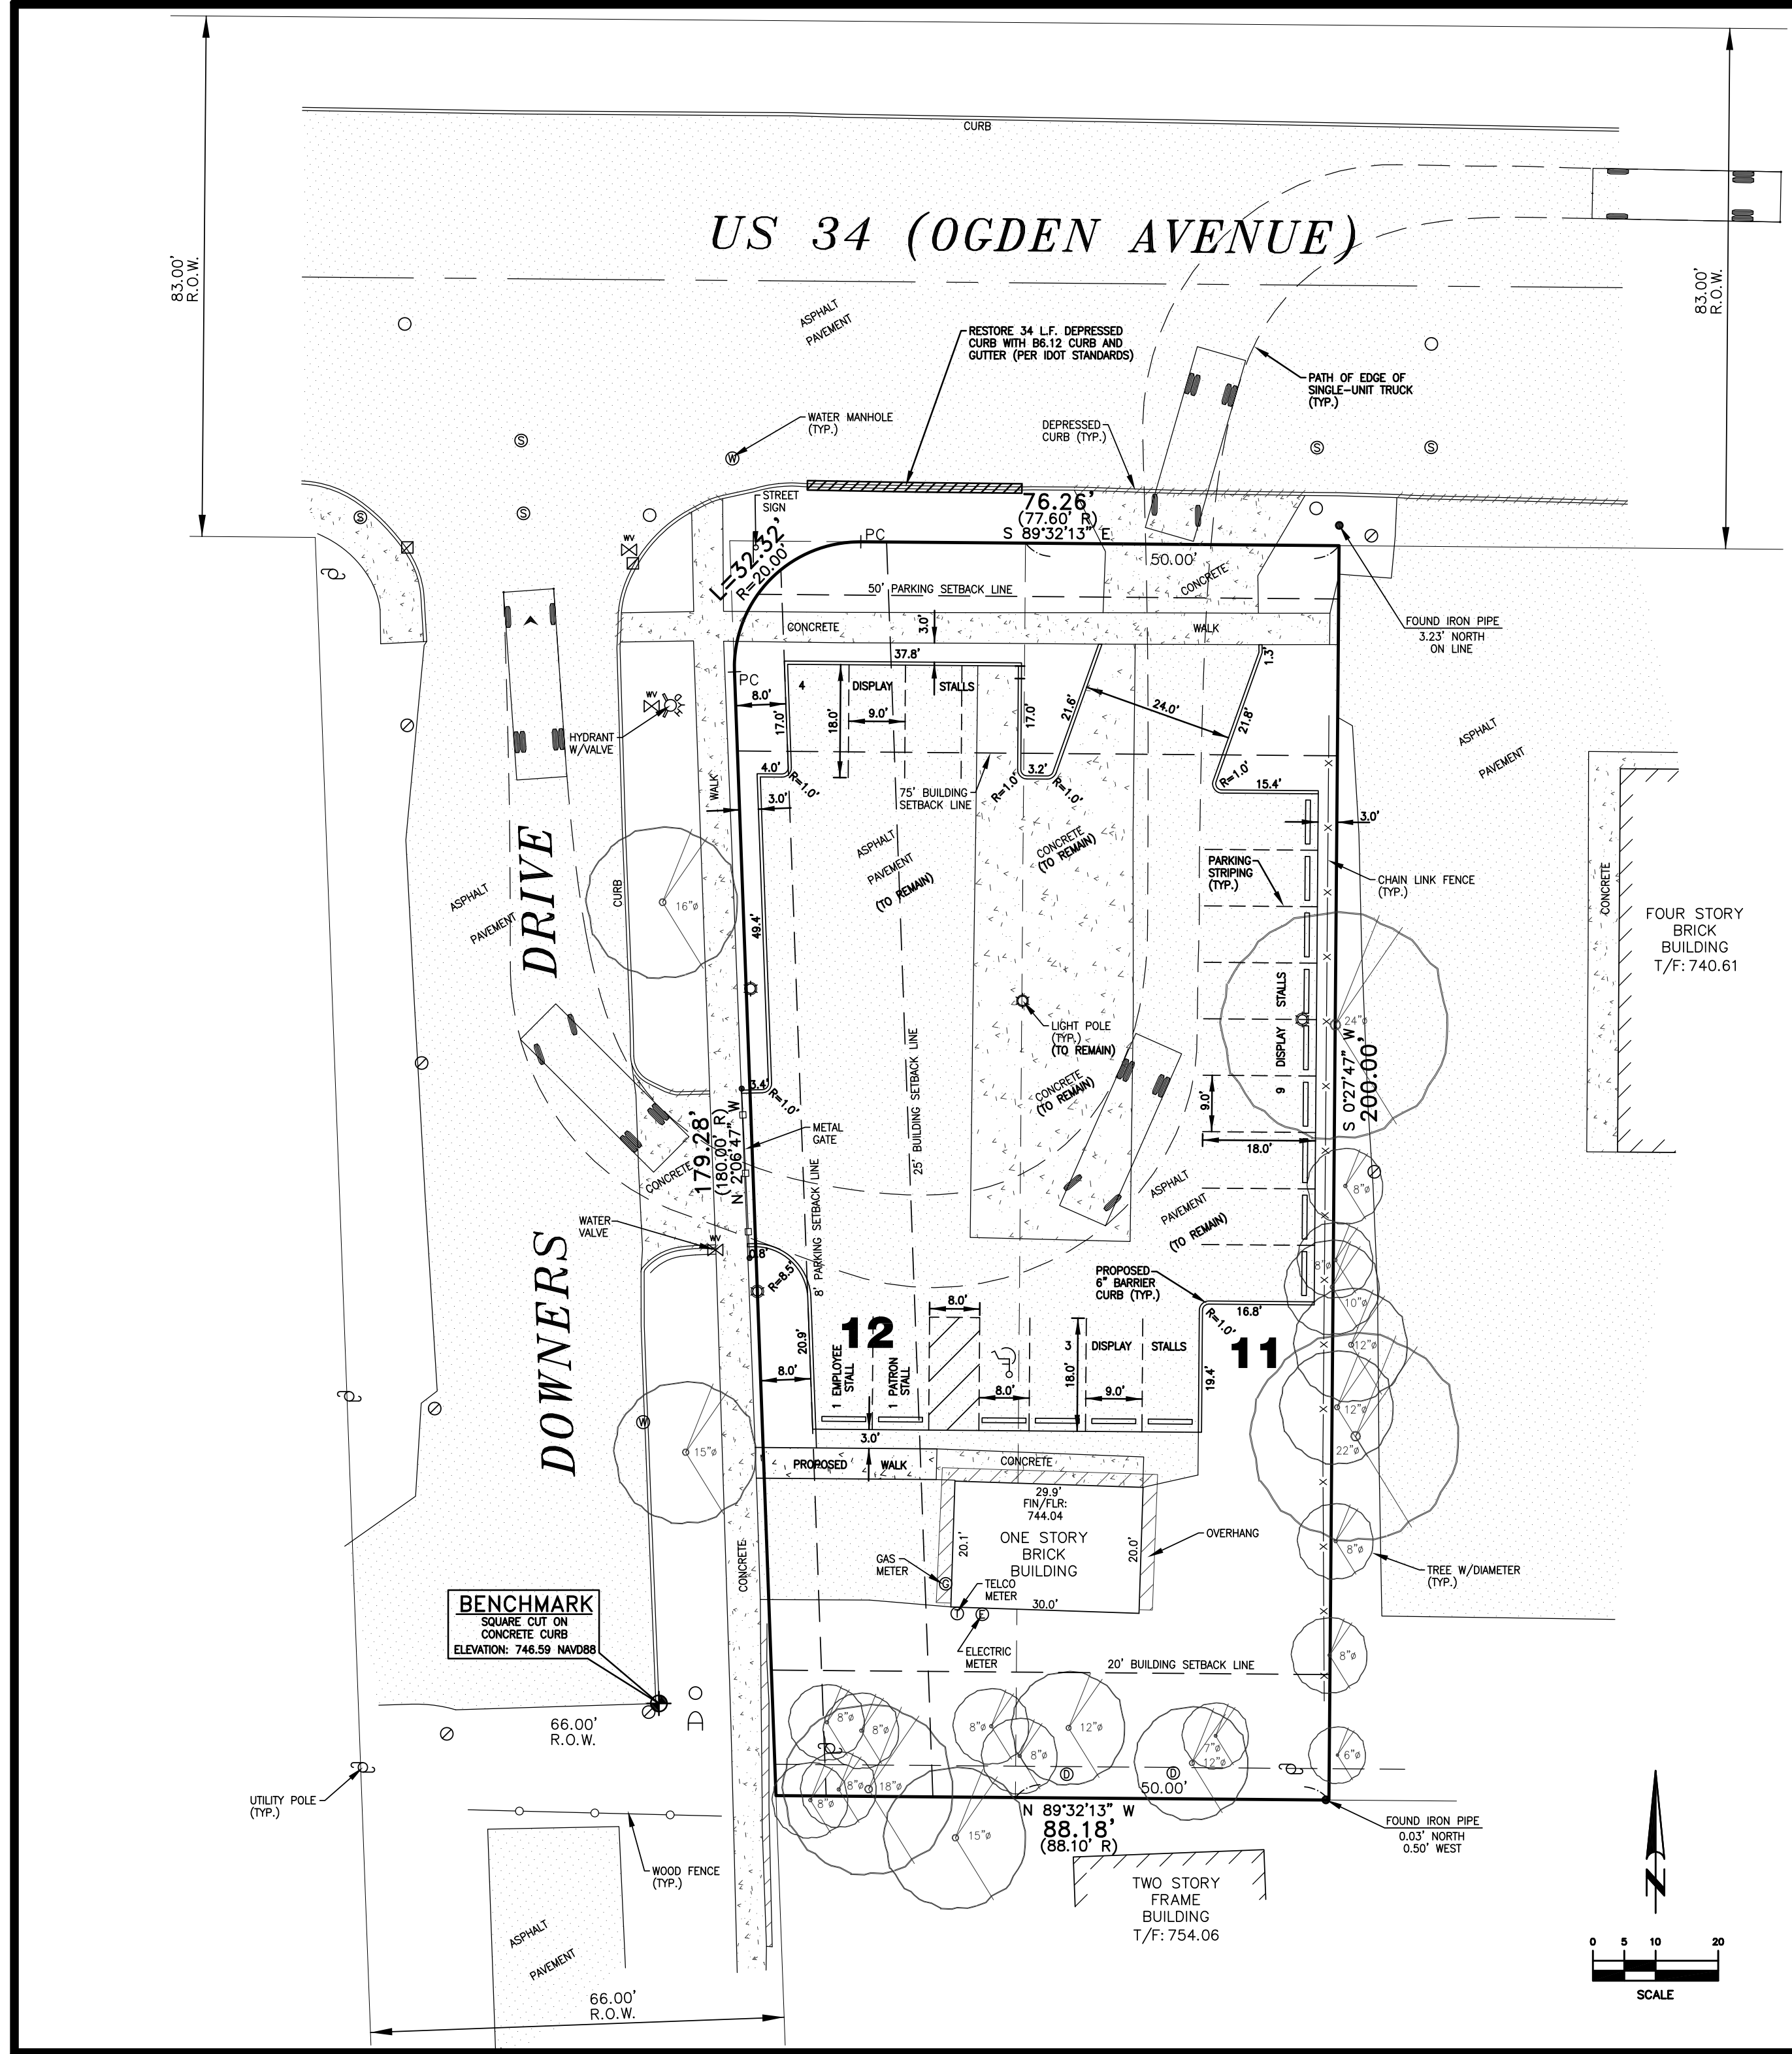 CURB
US 34 (OGDEN AVENUE)
83.00'
R.O.W.
83.00'
R.O.W.
ASPHALT
PAVEMENT
RESTORE 34 L.F. DEPRESSED
CURB WITH B6.12 CURB AND
GUTTER (PER IDOT STANDARDS)
PATH OF EDGE OF
SINGLE-UNIT TRUCK
(TYP.)
WATER MANHOLE
(TYP.)
DEPRESSED
CURB (TYP.)
W
S
S
S
S
S
STREET
SIGN
76.26'
(77.60' R)
S 89°32'13" E
PC
50.00'
L=32.32'
R=20.00'
WV
50' PARKING SETBACK LINE
CONCRETE
CONCRETE
3.0'
WALK
FOUND IRON PIPE
3.23' NORTH
ON LINE
37.8'
1.3'
PC
8.0'
4 DISPLAY STALLS
17.0'
18.0'
9.0'
17.0'
21.6'
24.0'
21.8'
WV
HYDRANT
W/VALVE
ASPHALT
PAVEMENT
4.0'
R=1.0'
3.0'
WALK
75' BUILDING
SETBACK LINE
R=1.0'
3.2'
R=1.0'
R=1.0'
15.4'
3.0'
ASPHALT
PAVEMENT
(TO REMAIN)
CONCRETE
(TO REMAIN)
PARKING
STRIPING
(TYP.)
CHAIN LINK FENCE
(TYP.)
CONCRETE
FOUR STORY
BRICK
BUILDING
T/F: 740.61
CURB
16"ø
ASPHALT
PAVEMENT
DOWNERS DRIVE
49.4'
LIGHT POLE
(TYP.)
(TO REMAIN)
9 DISPLAY STALLS
24"ø
S 0°27'47" W
200.00'
25' BUILDING SETBACK LINE
CONCRETE
(TO REMAIN)
3.4'
R=1.0'
9.0'
18.0'
METAL
GATE
179.28'
(180.00' R)
N 2°06'47" W
CONCRETE
8' PARKING SETBACK LINE
ASPHALT
PAVEMENT
(TO REMAIN)
8"ø
WATER
VALVE
WV
0.8'
R=8.5'
PROPOSED
6" BARRIER
CURB (TYP.)
8"ø
10"ø
12"ø
12"ø
22"ø
8"ø
16.8'
R=1.0'
11
12
8.0'
20.9'
8.0'
1 EMPLOYEE
STALL
1 PATRON
STALL
8.0'
18.0'
3 DISPLAY STALLS
9.0'
19.4'
W
15"ø
3.0'
PROPOSED WALK
CONCRETE
29.9'
FIN/FLR:
744.04
20.1'
ONE STORY
BRICK
BUILDING
20.0'
30.0'
OVERHANG
GAS
METER
G
TELCO
METER
T
E
ELECTRIC
METER
TREE W/DIAMETER
(TYP.)
CONCRETE
BENCHMARK
SQUARE CUT ON
CONCRETE CURB
ELEVATION: 746.59 NAVD88
20' BUILDING SETBACK LINE
8"ø
66.00'
R.O.W.
8"ø
8"ø
8"ø
8"ø
12"ø
7"ø
12"ø
6"ø
8"ø
18"ø
8"ø
15"ø
D
D
50.00'
N 89°32'13" W
88.18'
(88.10' R)
FOUND IRON PIPE
0.03' NORTH
0.50' WEST
UTILITY POLE
(TYP.)
WOOD FENCE
(TYP.)
TWO STORY
FRAME
BUILDING
T/F: 754.06
ASPHALT
PAVEMENT
66.00'
R.O.W.
N
0 5 10 20
SCALE